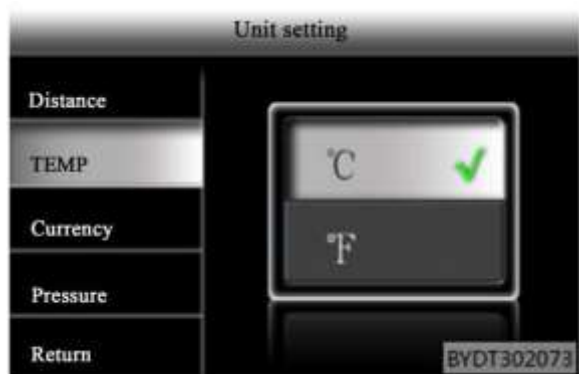 Unit setting
Distance
TEMP
Currency
Pressure
Return
℃
℉
BYDT302073